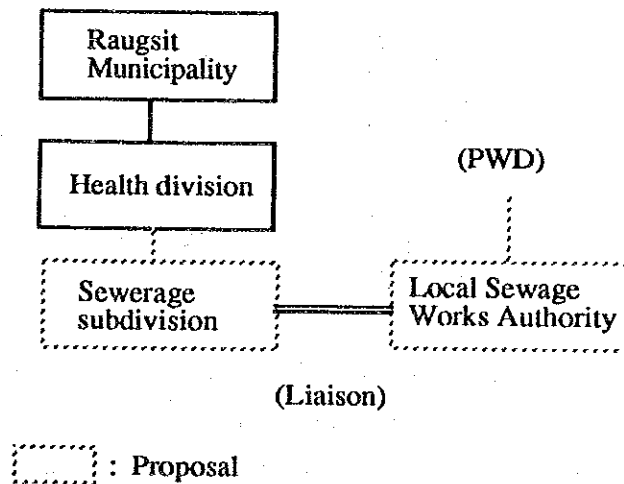 Raugsit
Municipality
Health division
(PWD)
Sewerage
subdivision
Local Sewage
Works Authority
(Liaison)
: Proposal